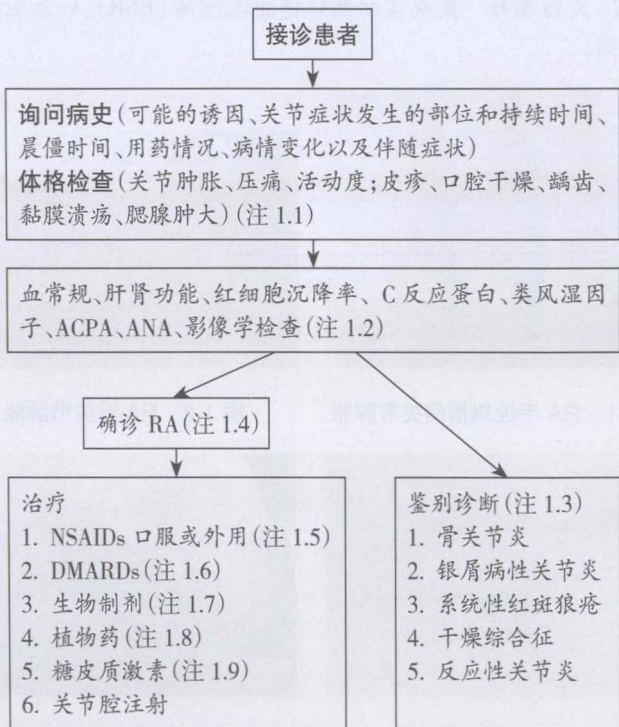 接诊患者
询问病史(可能的诱因、关节症状发生的部位和持续时间、
晨僵时间、用药情况、病情变化以及伴随症状)
体格检查(关节肿胀、压痛、活动度;皮疹、口腔干燥、龋齿、
黏膜溃疡、腮腺肿大)(注 1.1)
血常规、肝肾功能、红细胞沉降率、C反应蛋白、类风湿因
子、ACPA、ANA、影像学检查(注 1.2)
确诊 RA(注 1.4)
治疗
1. NSAIDs 口服或外用(注 1.5)
2. DMARDs(注 1.6)
3. 生物制剂(注 1.7)
4. 植物药(注 1.8)
5. 糖皮质激素(注 1.9)
6. 关节腔注射
鉴别诊断(注 1.3)
1. 骨关节炎
2. 银屑病性关节炎
3. 系统性红斑狼疮
4. 干燥综合征
5. 反应性关节炎